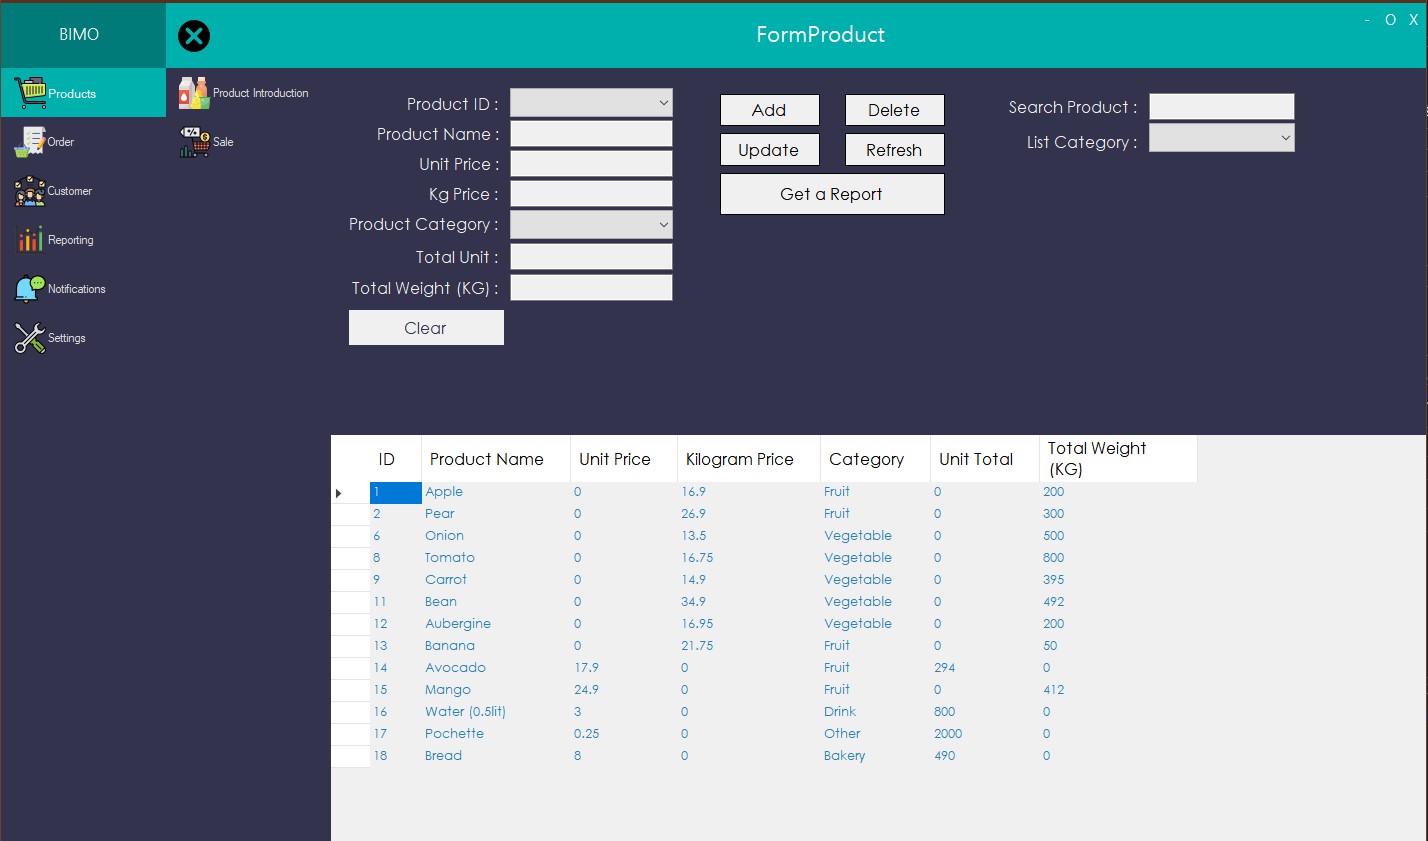 BIMO
FormProduct
- O X
Products
Order
Customer
Reporting
Notifications
Settings
Product Introduction
Sale
Product ID :
Product Name :
Unit Price :
Kg Price :
Product Category :
Total Unit :
Total Weight (KG) :
Clear
Add
Delete
Update
Refresh
Get a Report
Search Product :
List Category :
ID Product Name Unit Price Kilogram Price Category Unit Total Total Weight
(KG)
1 Apple 0 16.9 Fruit 0 200
2 Pear 0 26.9 Fruit 0 300
6 Onion 0 13.5 Vegetable 0 500
8 Tomato 0 16.75 Vegetable 0 800
9 Carrot 0 14.9 Vegetable 0 395
11 Bean 0 34.9 Vegetable 0 492
12 Aubergine 0 16.95 Vegetable 0 200
13 Banana 0 21.75 Fruit 0 50
14 Avocado 17.9 0 Fruit 294 0
15 Mango 24.9 0 Fruit 0 412
16 Water (0.5lit) 3 0 Drink 800 0
17 Pochette 0.25 0 Other 2000 0
18 Bread 8 0 Bakery 490 0